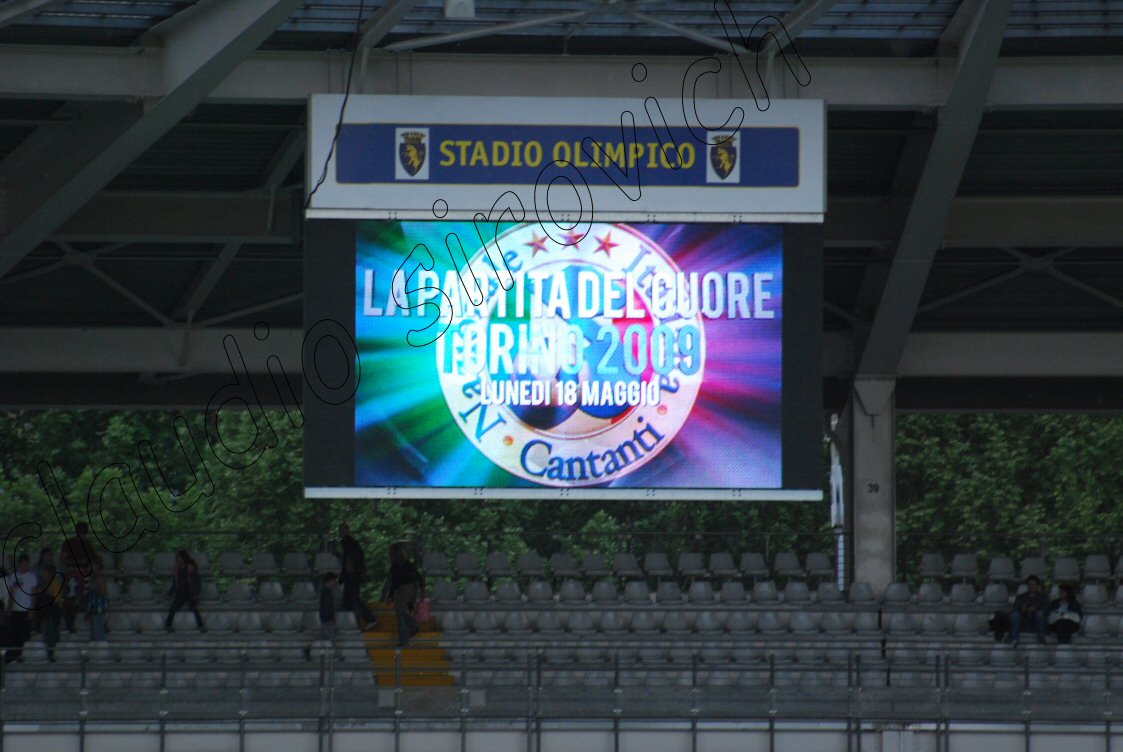 STADIO OLIMPICO
LA PARTITA DEL CUORE
TORINO 2009
LUNEDI 18 MAGGIO
Cantanti
39
claudio Sirovich